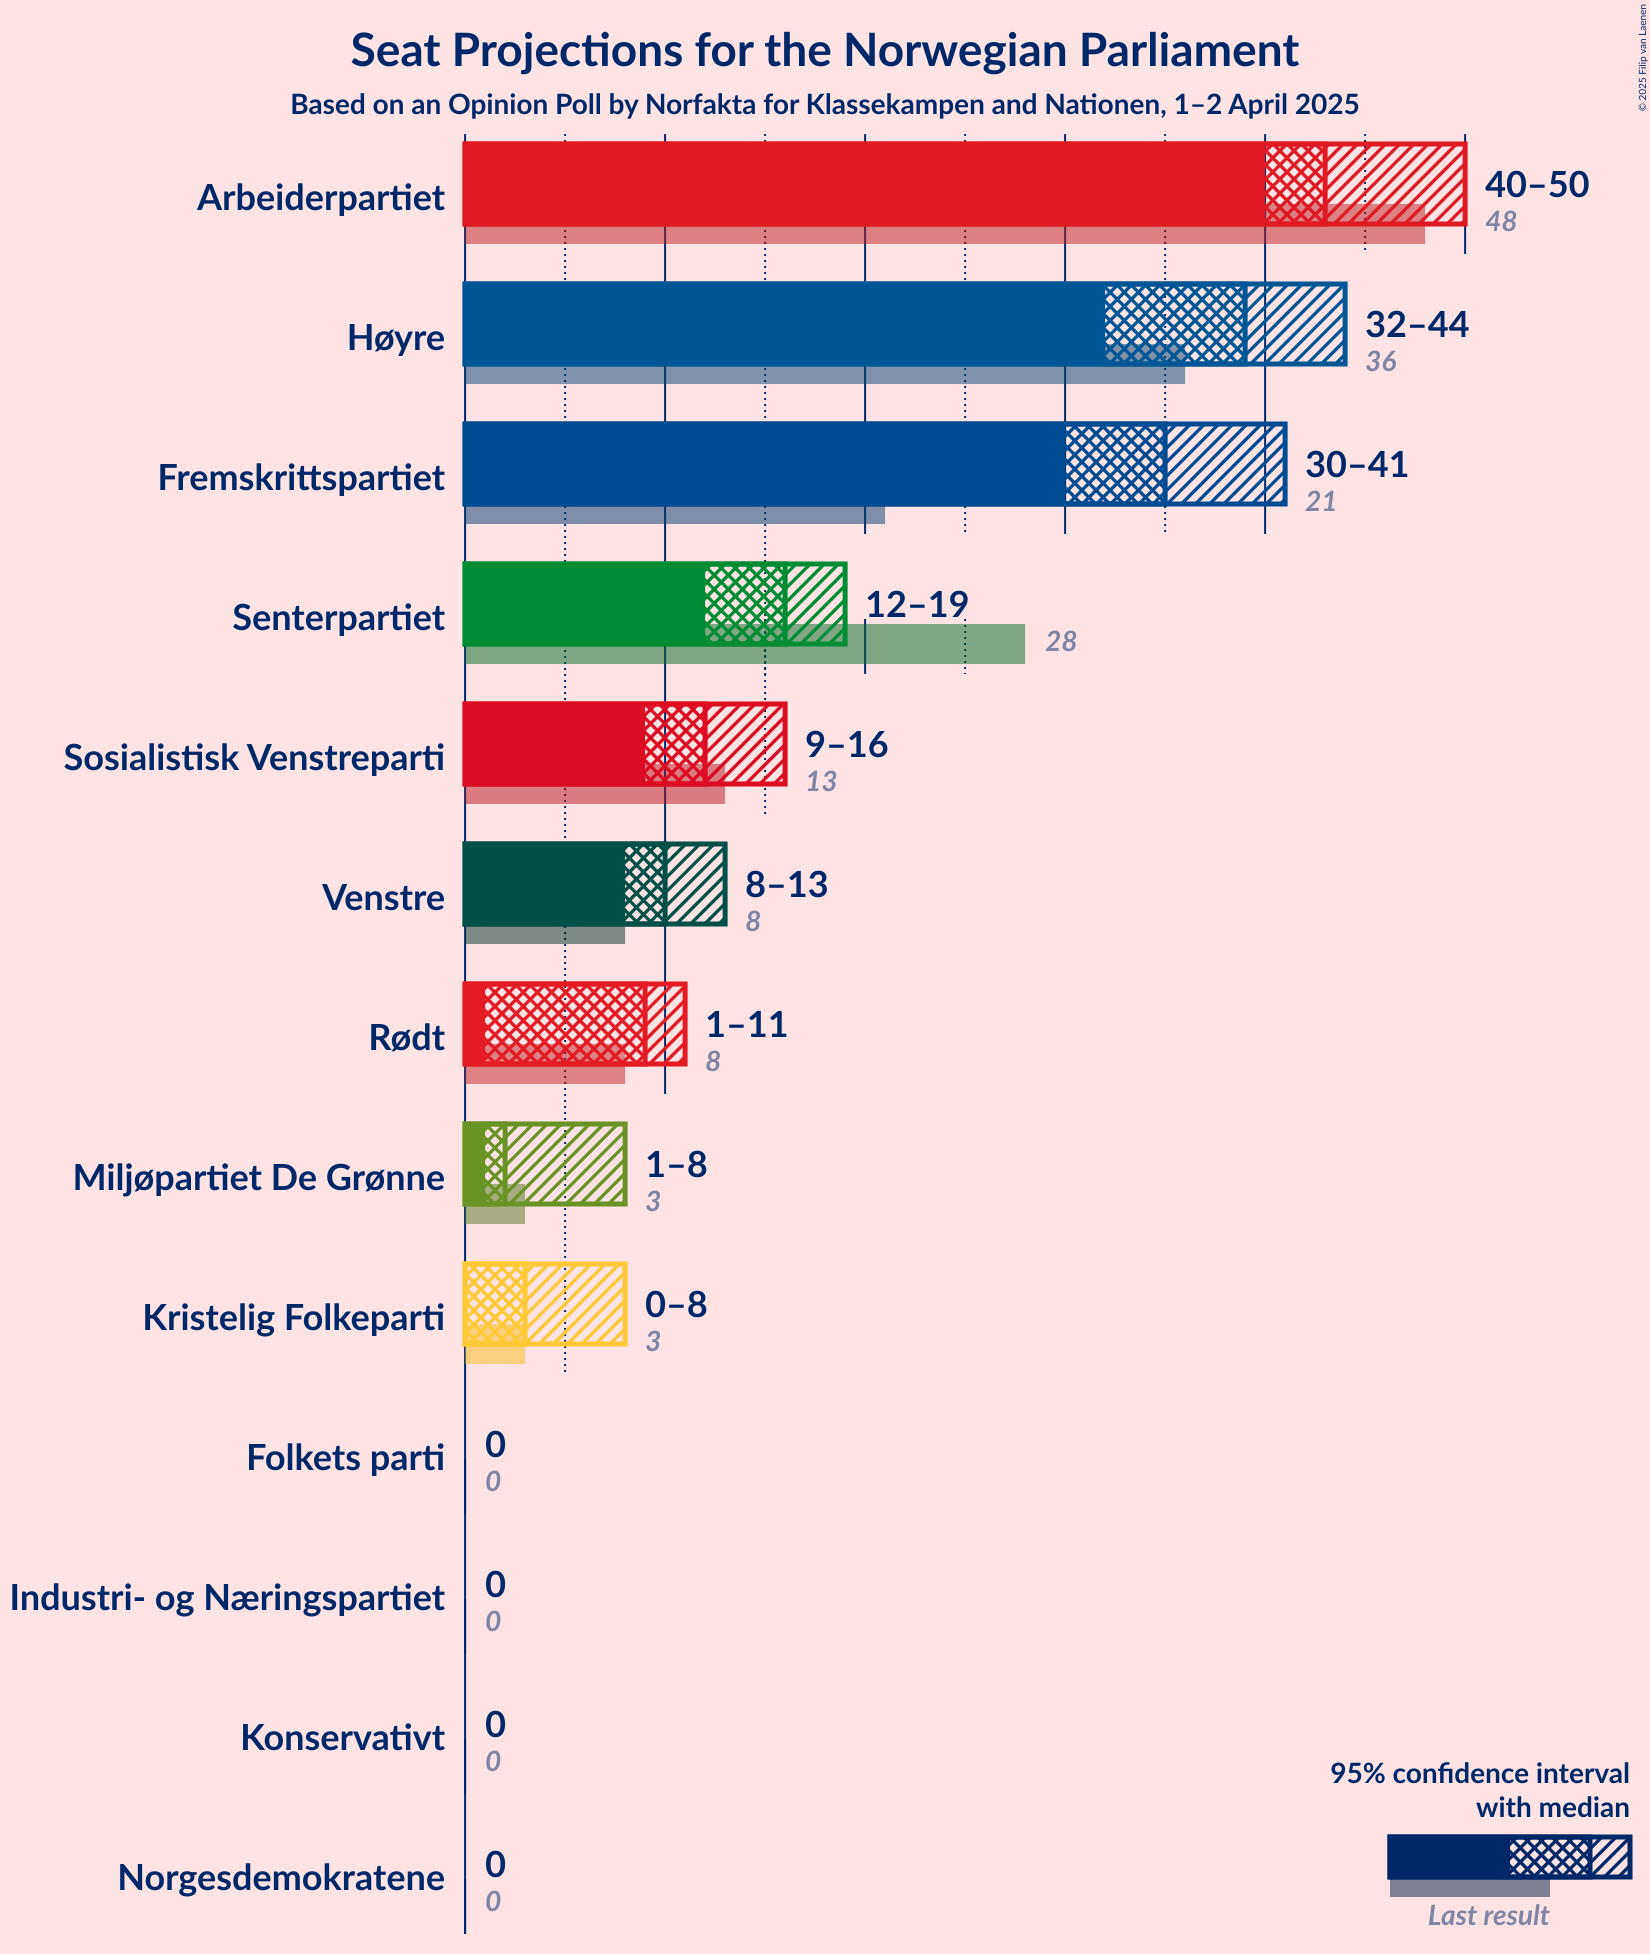 Seat Projections for the Norwegian Parliament
Based on an Opinion Poll by Norfakta for Klassekampen and Nationen, 1–2 April 2025
© 2025 Filip van Laenen
Arbeiderpartiet
40–50
48
Høyre
32–44
36
Fremskrittspartiet
30–41
21
Senterpartiet
12–19
28
Sosialistisk Venstreparti
9–16
13
Venstre
8–13
8
Rødt
1–11
8
Miljøpartiet De Grønne
1–8
3
Kristelig Folkeparti
0–8
3
Folkets parti
0
0
Industri- og Næringspartiet
0
0
Konservativt
0
0
Norgesdemokratene
0
0
95% confidence interval
with median
Last result